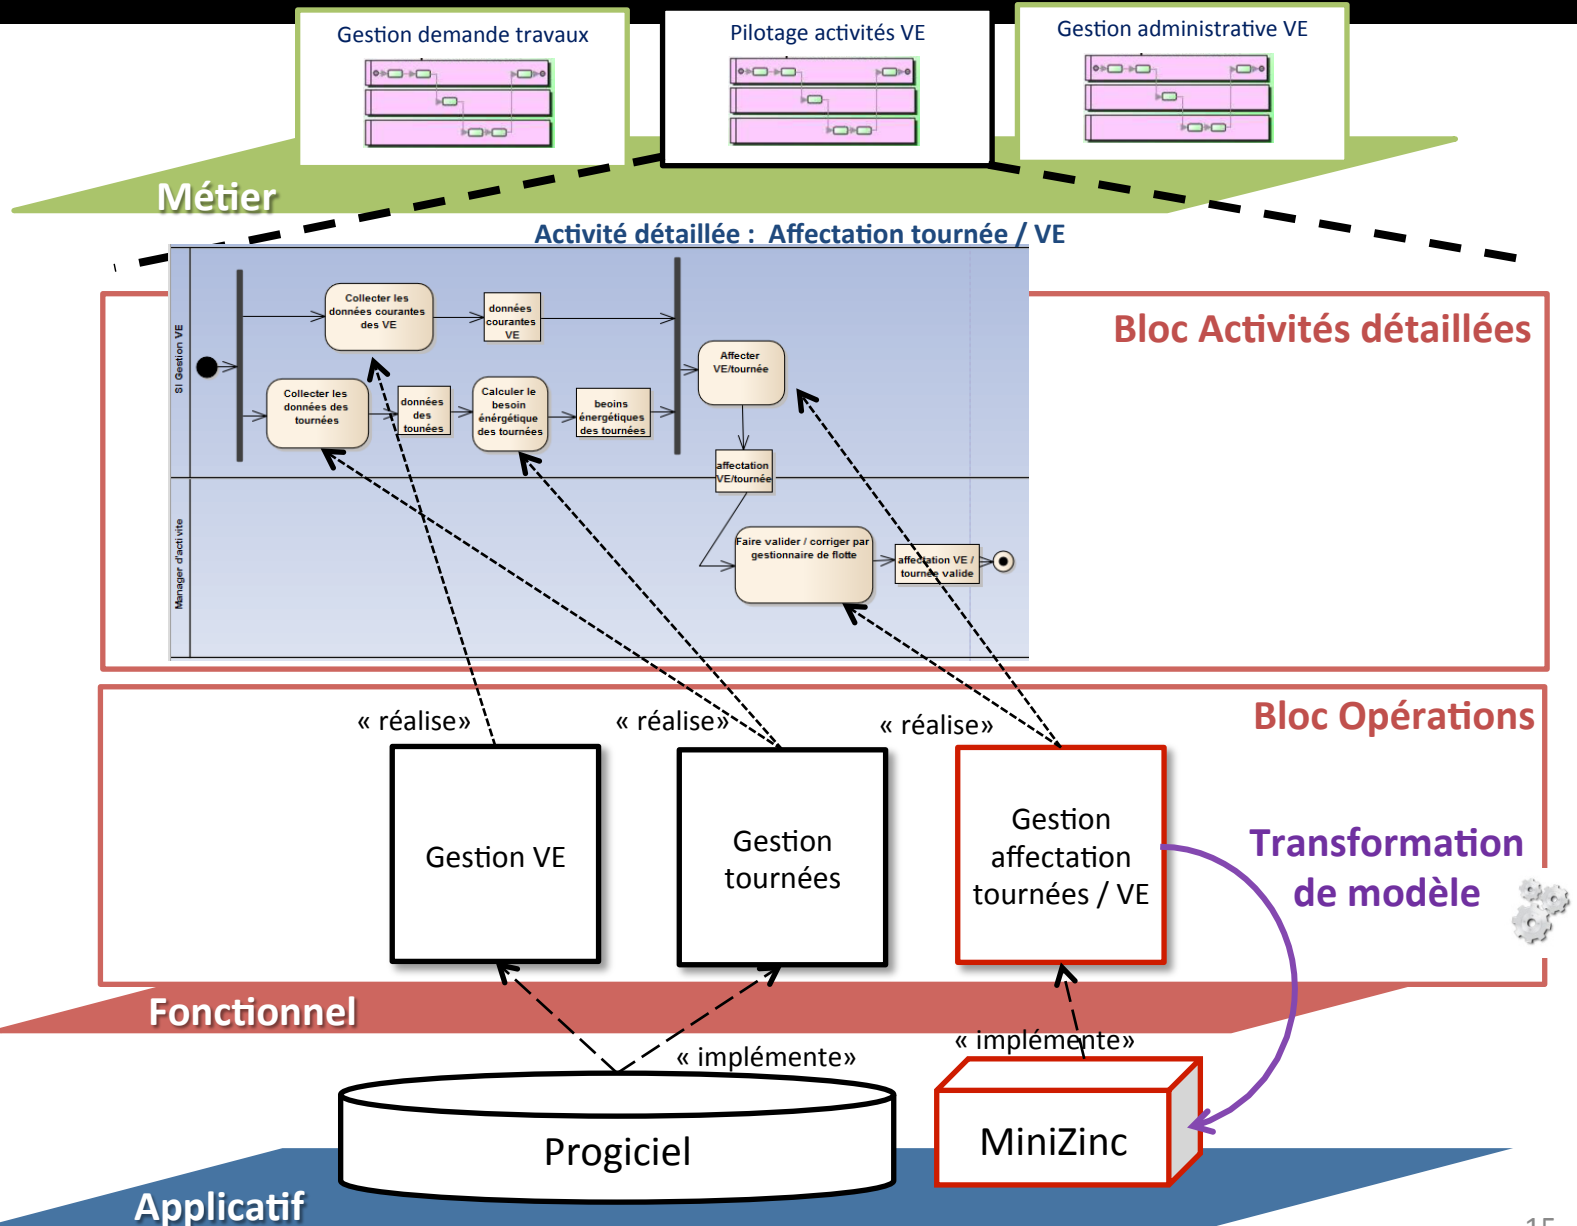 Gestion demande travaux
Pilotage activités VE
Gestion administrative VE
Métier
Activité détaillée :  Affectation tournée / VE
Bloc Activités détaillées
SI Gestion VE
Collecter les
données courantes
des VE
données
courantes
VE
Affecter
VE/tournée
Collecter les
données des
tournées
données
des
tounées
Calculer le
besoin
énérgétique
des tournées
beoins
énergétiques
des tournées
affectation
VE/tournée
Manager d'acti vite
Faire valider / corriger par
gestionnaire de flotte
affectation VE /
tournée valide
Bloc Opérations
« réalise»
« réalise»
« réalise»
Gestion VE
Gestion
tournées
Gestion
affectation
tournées / VE
Transformation
de modèle
Fonctionnel
« implémente»
« implémente»
Progiciel
MiniZinc
Applicatif
15